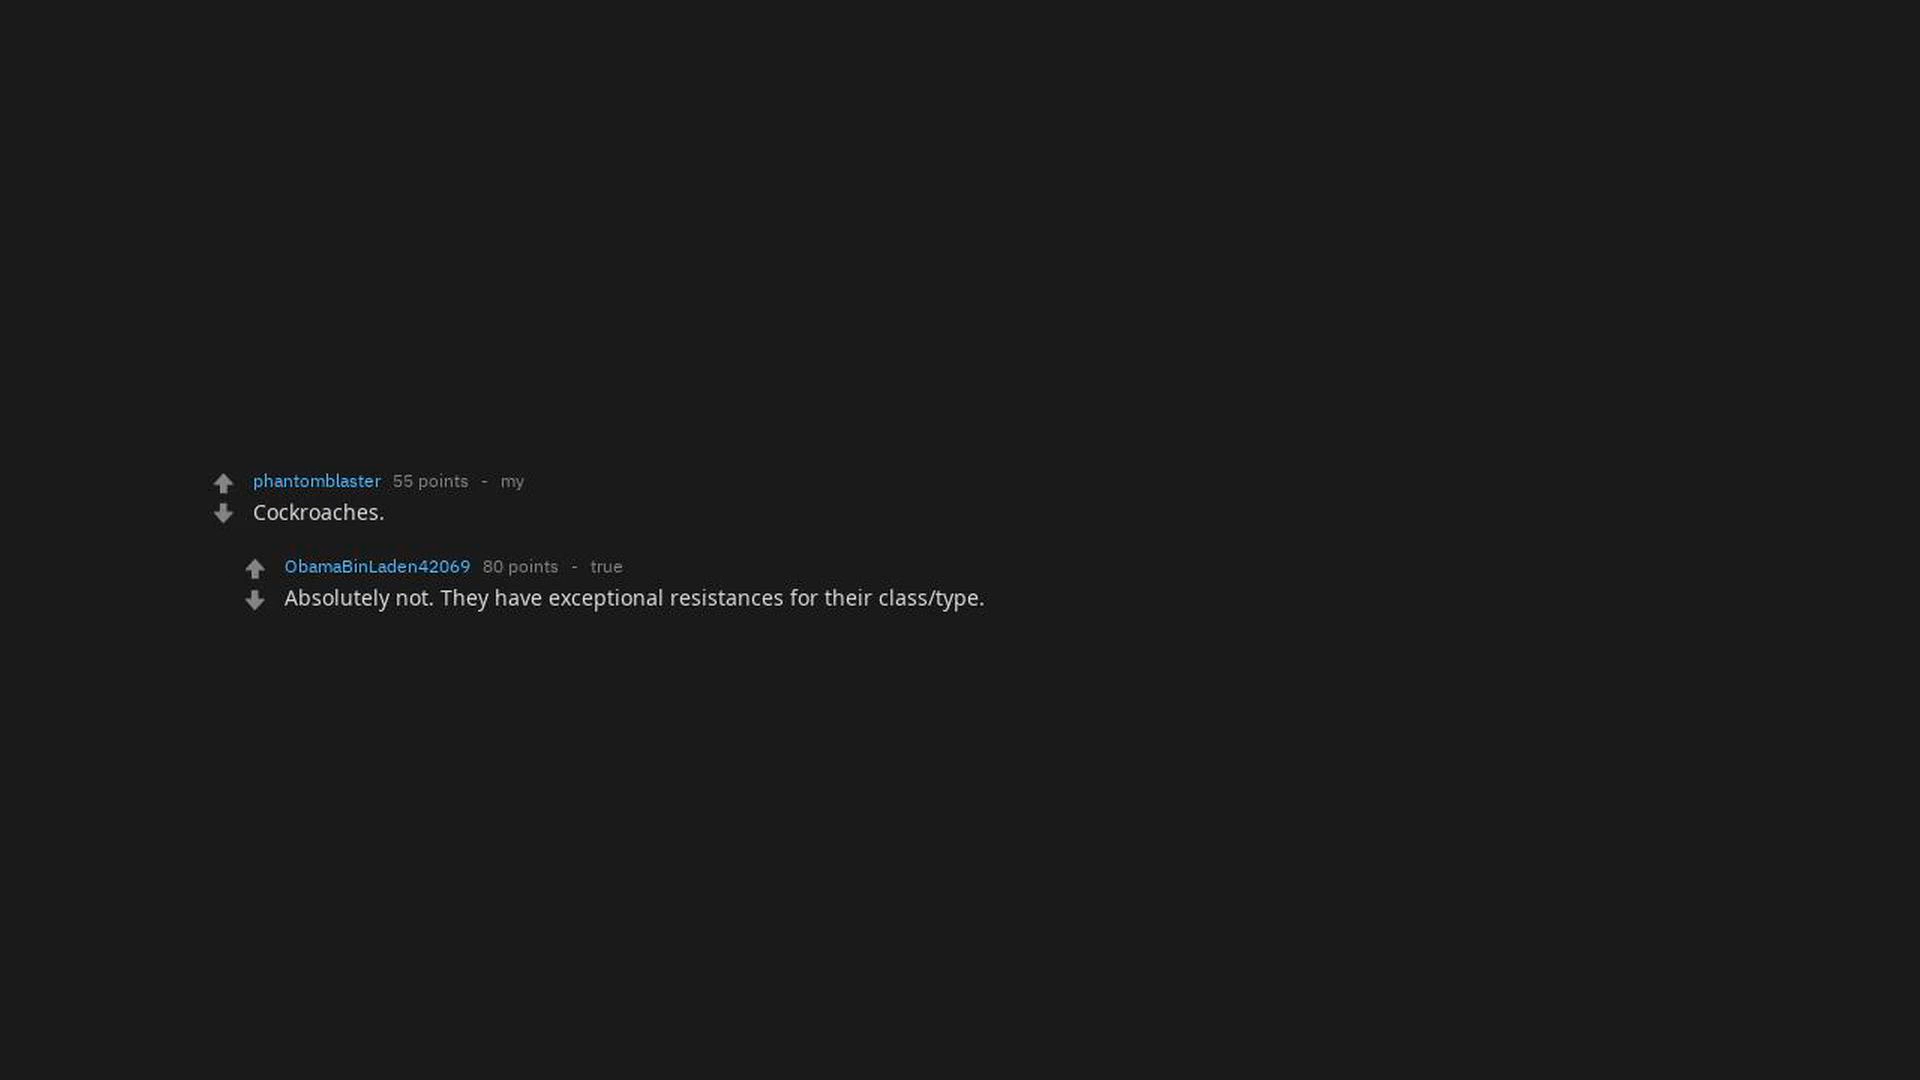 phantomblaster 55 points - my
Cockroaches.
ObamaBinLaden42069 80 points - true
Absolutely not. They have exceptional resistances for their class/type.